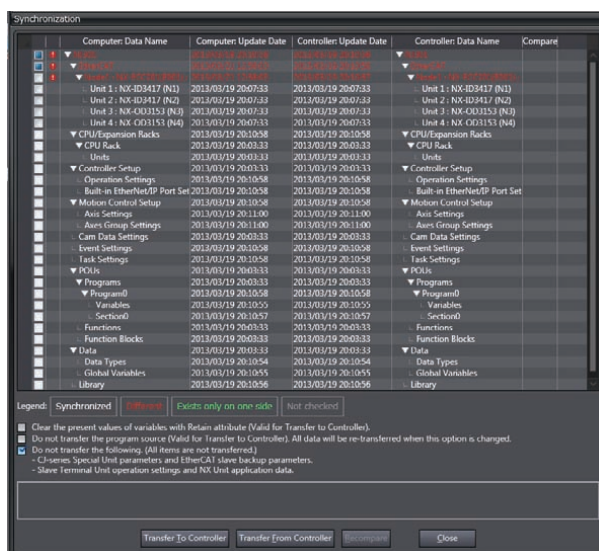 Synchronization
Computer: Data Name Computer: Update Date Controller: Update Date Controller: Data Name Compare
Unit 1 : NX-ID3417 (N1) 2013/03/19 20:07:33 2013/03/19 20:07:33 Unit 1 : NX-ID3417 (N1)
Unit 2 : NX-ID3417 (N2) 2013/03/19 20:07:33 2013/03/19 20:07:33 Unit 2 : NX-ID3417 (N2)
Unit 3 : NX-OD3153 (N3) 2013/03/19 20:07:33 2013/03/19 20:07:33 Unit 3 : NX-OD3153 (N3)
Unit 4 : NX-OD3153 (N4) 2013/03/19 20:07:33 2013/03/19 20:07:33 Unit 4 : NX-OD3153 (N4)
CPU/Expansion Racks 2013/03/19 20:10:58 2013/03/19 20:10:58 CPU/Expansion Racks
CPU Rack 2013/03/19 20:03:33 2013/03/19 20:03:33 CPU Rack
Units 2013/03/19 20:03:33 2013/03/19 20:03:33 Units
Controller Setup 2013/03/19 20:03:33 2013/03/19 20:03:33 Controller Setup
Operation Settings 2013/03/19 20:10:58 2013/03/19 20:10:58 Operation Settings
Built-in EtherNet/IP Port Set 2013/03/19 20:10:58 2013/03/19 20:10:58 Built-in EtherNet/IP Port Set
Motion Control Setup 2013/03/19 20:10:58 2013/03/19 20:10:58 Motion Control Setup
Axis Settings 2013/03/19 20:11:00 2013/03/19 20:11:00 Axis Settings
Axes Group Settings 2013/03/19 20:11:00 2013/03/19 20:11:00 Axes Group Settings
Cam Data Settings 2013/03/19 20:03:33 2013/03/19 20:03:33 Cam Data Settings
Event Settings 2013/03/19 20:10:58 2013/03/19 20:10:58 Event Settings
Task Settings 2013/03/19 20:10:58 2013/03/19 20:10:58 Task Settings
POUs 2013/03/19 20:03:33 2013/03/19 20:03:33 POUs
Programs 2013/03/19 20:10:58 2013/03/19 20:10:58 Programs
Program0 2013/03/19 20:10:58 2013/03/19 20:10:58 Program0
Variables 2013/03/19 20:10:55 2013/03/19 20:10:55 Variables
Section0 2013/03/19 20:10:57 2013/03/19 20:10:57 Section0
Functions 2013/03/19 20:03:33 2013/03/19 20:03:33 Functions
Function Blocks 2013/03/19 20:03:33 2013/03/19 20:03:33 Function Blocks
Data 2013/03/19 20:03:33 2013/03/19 20:03:33 Data
Data Types 2013/03/19 20:10:54 2013/03/19 20:10:54 Data Types
Global Variables 2013/03/19 20:10:55 2013/03/19 20:10:55 Global Variables
Library 2013/03/19 20:10:56 2013/03/19 20:10:56 Library
Legend: Synchronized Different Exists only on one side Not checked
Clear the present values of variables with Retain attribute (Valid for Transfer to Controller).
Do not transfer the program source (Valid for Transfer to Controller). All data will be re-transferred when this option is changed.
Do not transfer the following. (All items are not transferred.)
- CJ-series Special Unit parameters and EtherCAT slave backup parameters.
- Slave Terminal Unit operation settings and NX Unit application data.
Transfer To Controller Transfer From Controller Recompare Close